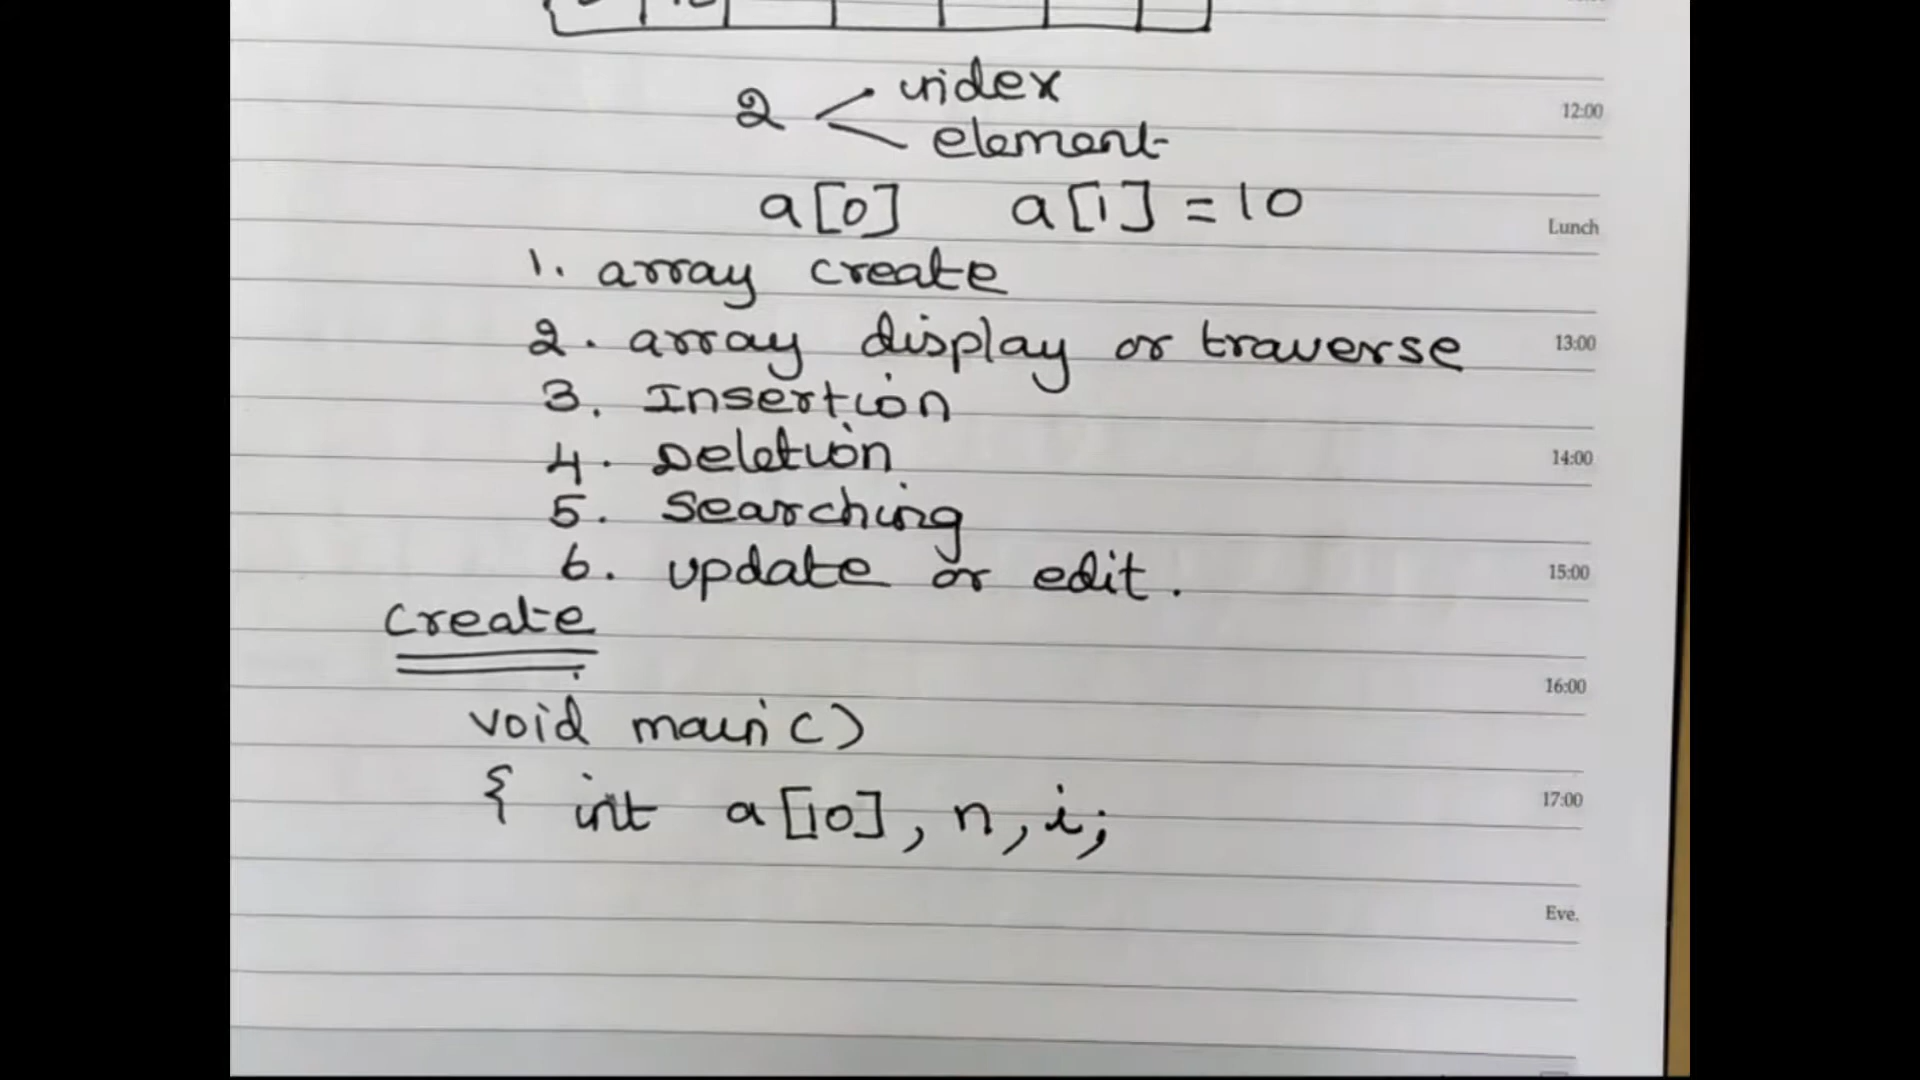 2 index
element
12:00
a[0] a[1] = 10
Lunch
1. array create
2. array display or traverse
13:00
3. Insertion
4. Deletion
14:00
5. Searching
6. update or edit.
15:00
create
16:00
void main()
{ int a[10], n, i;
17:00
Eve.